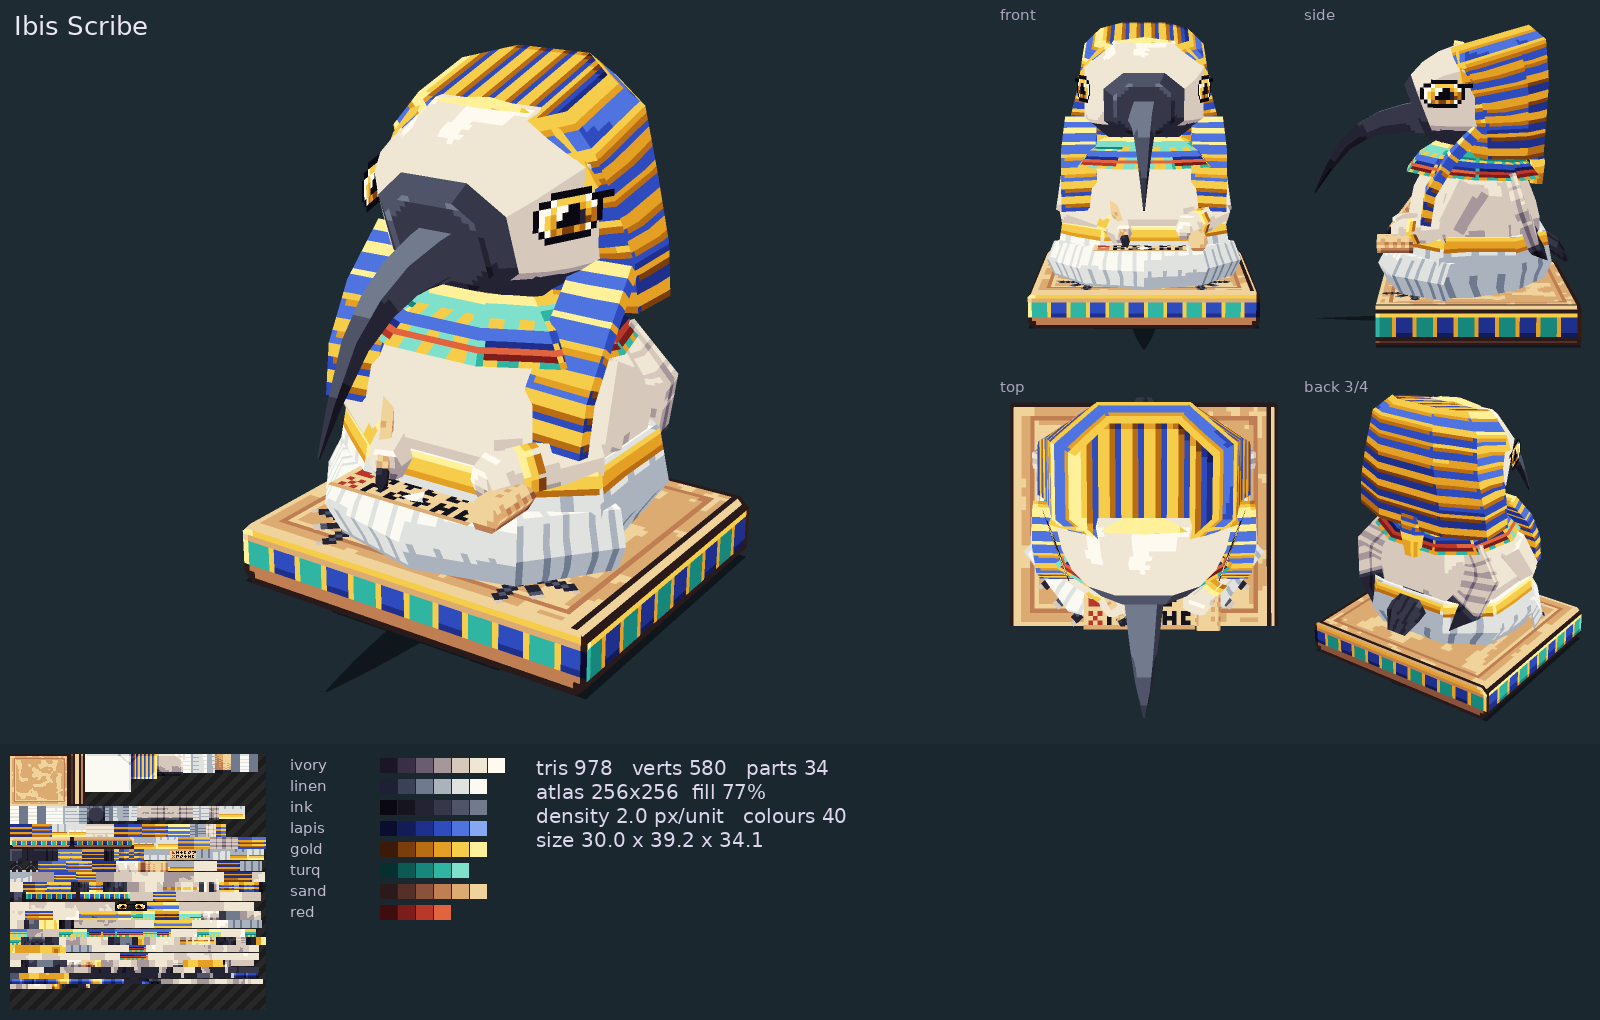 Ibis Scribe
front
side
top
back 3/4
ivory
linen
ink
lapis
gold
turq
sand
red
tris 978 verts 580 parts 34
atlas 256x256 fill 77%
density 2.0 px/unit colours 40
size 30.0 x 39.2 x 34.1